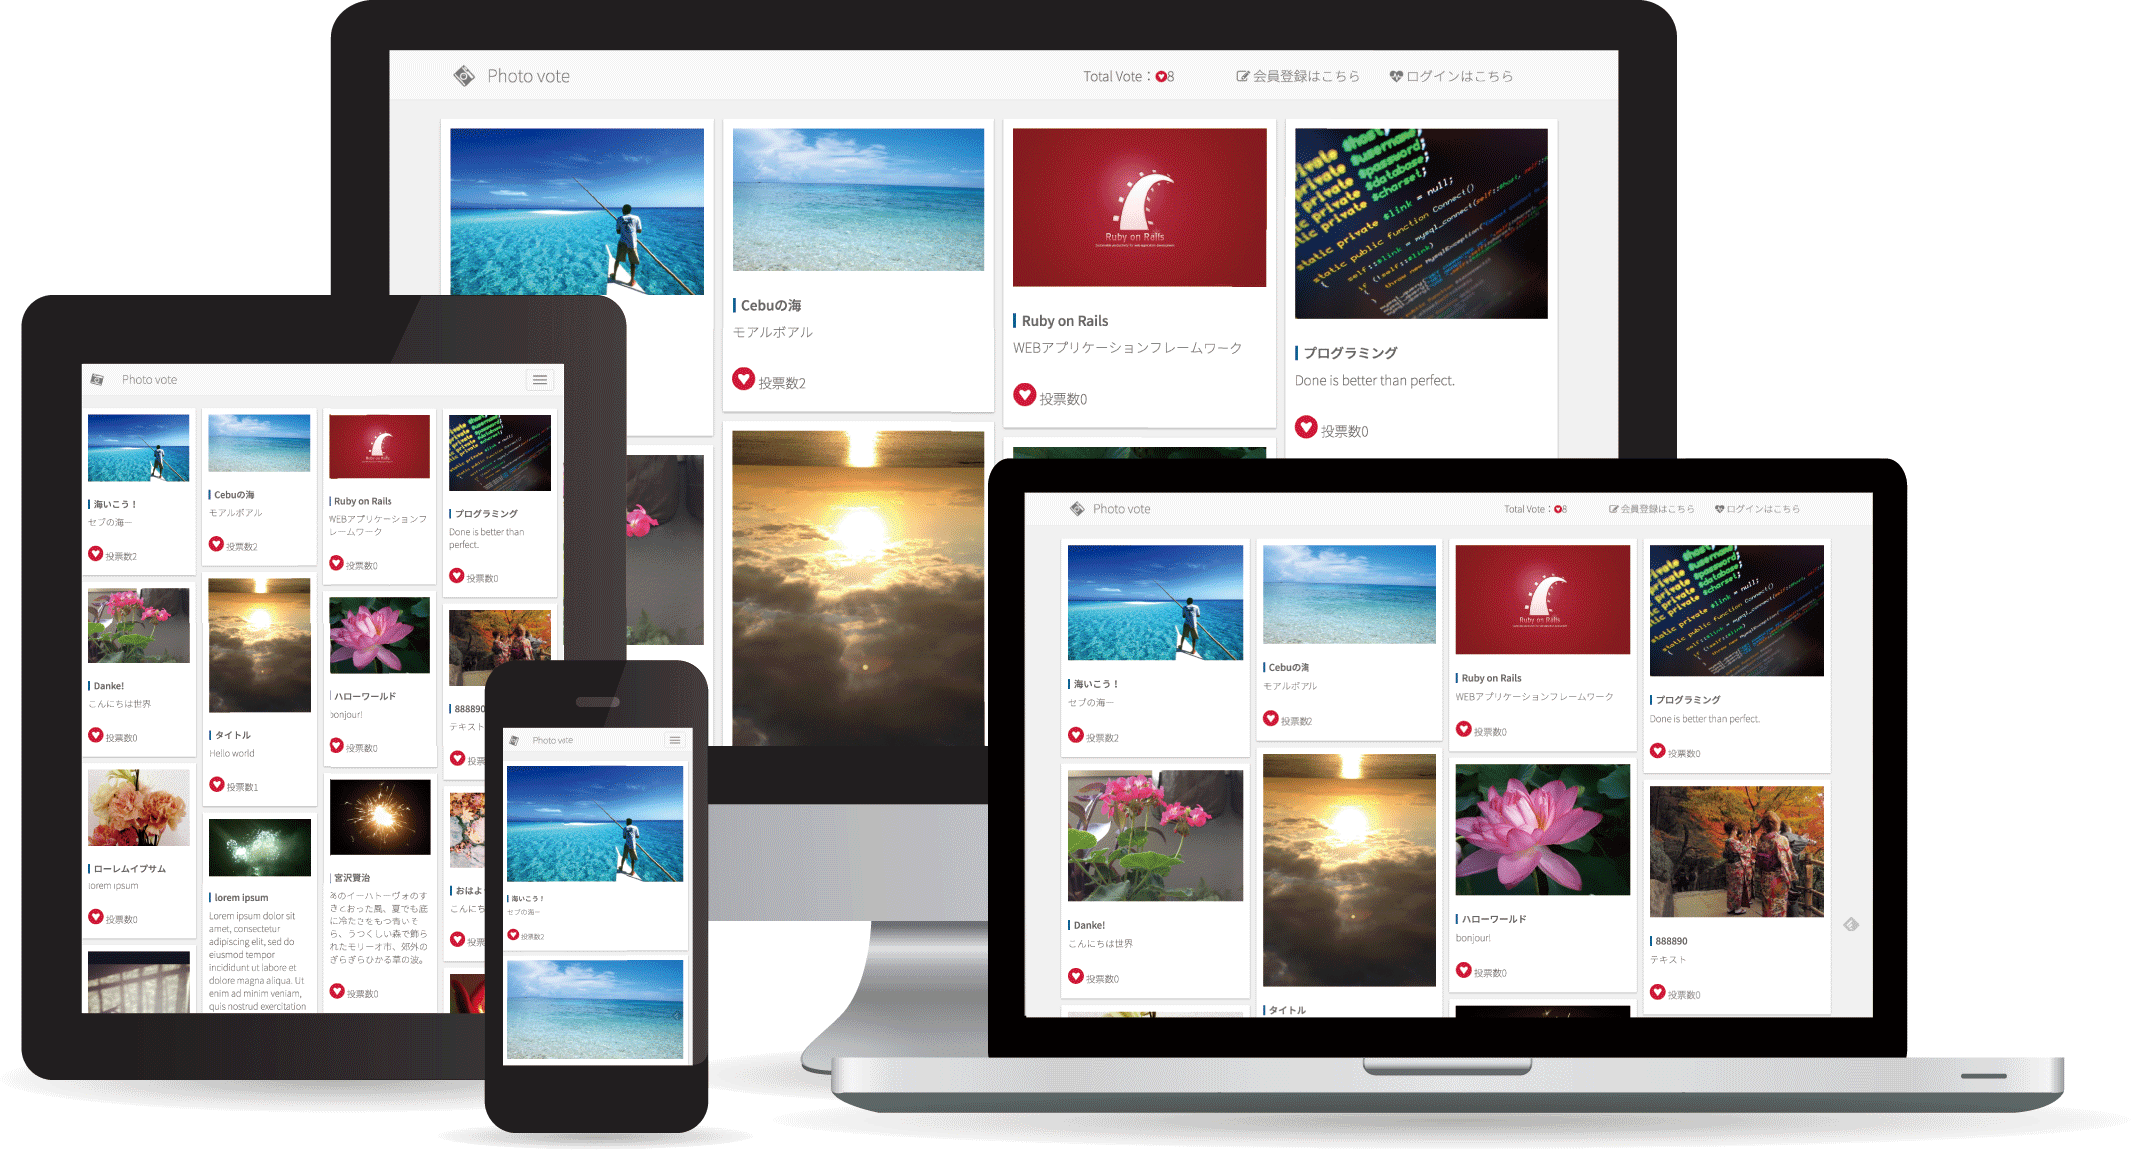 Photo vote
Total Vote : 8
会員登録はこちら
ログインはこちら
Cebuの海
モアルボアル
投票数2
Ruby on Rails
Ruby on Rails
WEBアプリケーションフレームワーク
投票数0
private $host;
private $username;
private $password;
private $database;
private $charset;
private $link = null;
プログラミング
Done is better than perfect.
投票数0
Photo vote
海いこう！
セブの海ー
投票数2
Cebuの海
モアルボアル
投票数2
Ruby on Rails
WEBアプリケーションフ
レームワーク
投票数0
プログラミング
Done is better than
perfect.
投票数0
Danke!
こんにちは世界
投票数0
タイトル
Hello world
投票数1
ハローワールド
bonjour!
投票数0
888890
テキスト
投票
ローレムイプサム
lorem ipsum
投票数0
lorem ipsum
Lorem ipsum dolor sit
amet, consectetur
adipiscing elit, sed do
eiusmod tempor
incididunt ut labore et
dolore magna aliqua. Ut
enim ad minim veniam,
quis nostrud exercitation
宮沢賢治
あのイーハトーヴォのす
きとおった風、夏でも底
に冷たさをもつ青いそ
ら、うつくしい森で飾ら
れたモリーオ市、郊外の
ぎらぎらひかる草の波。
投票数0
おはよ
こんに
投票
Photo vote
海いこう！
セブの海ー
投票数2
Photo vote
Total Vote : 8
会員登録はこちら
ログインはこちら
海いこう！
セブの海ー
投票数2
Cebuの海
モアルボアル
投票数2
Ruby on Rails
Ruby on Rails
WEBアプリケーションフレームワーク
投票数0
プログラミング
Done is better than perfect.
投票数0
Danke!
こんにちは世界
投票数0
タイトル
ハローワールド
bonjour!
投票数0
888890
テキスト
投票数0